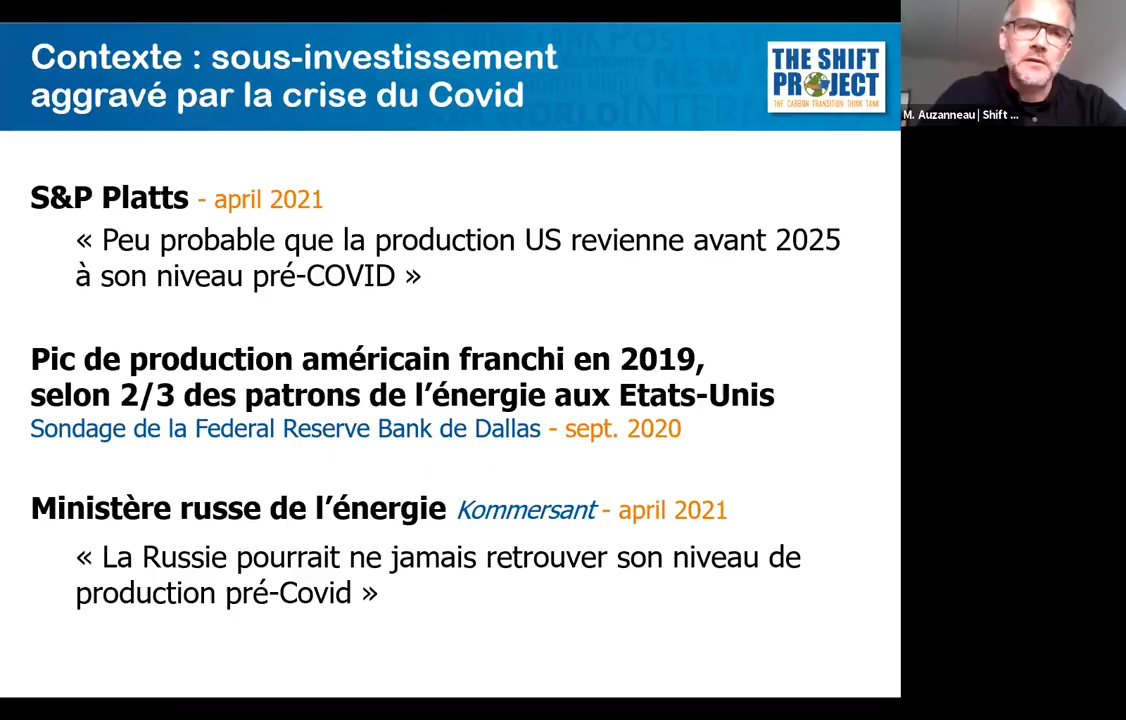 Contexte : sous-investissement
aggravé par la crise du Covid
THE SHIFT
PROJECT
THE CARBON TRANSITION THINK TANK
M. Auzanneau | Shift ...
S&P Platts - april 2021
« Peu probable que la production US revienne avant 2025
à son niveau pré-COVID »
Pic de production américain franchi en 2019,
selon 2/3 des patrons de l’énergie aux Etats-Unis
Sondage de la Federal Reserve Bank de Dallas - sept. 2020
Ministère russe de l’énergie Kommersant - april 2021
« La Russie pourrait ne jamais retrouver son niveau de
production pré-Covid »